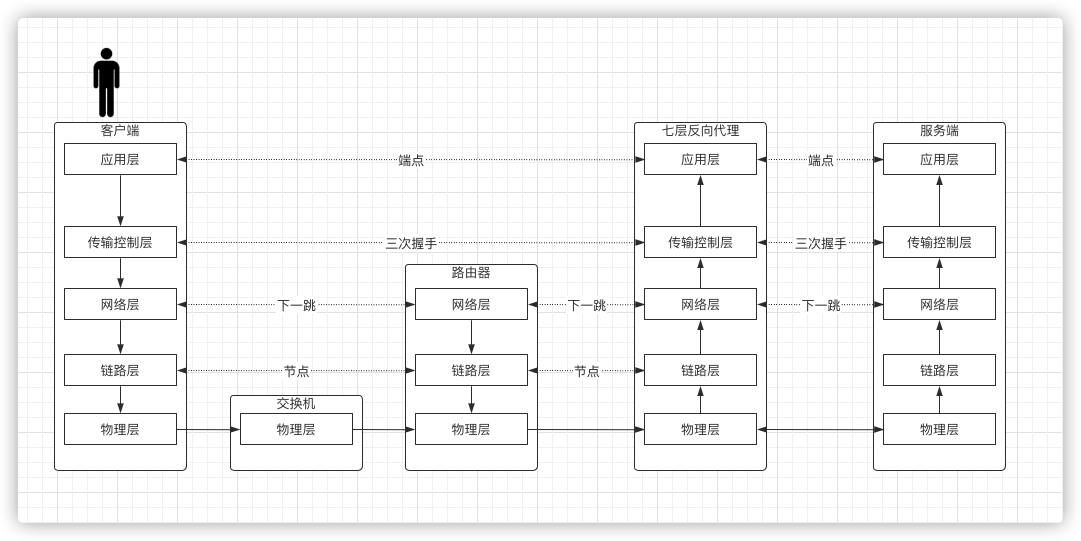 客户端
七层反向代理
服务端
应用层
端点
应用层
端点
应用层
传输控制层
三次握手
传输控制层
三次握手
传输控制层
路由器
网络层
下一跳
网络层
下一跳
网络层
下一跳
网络层
链路层
节点
链路层
节点
链路层
链路层
交换机
物理层
物理层
物理层
物理层
物理层